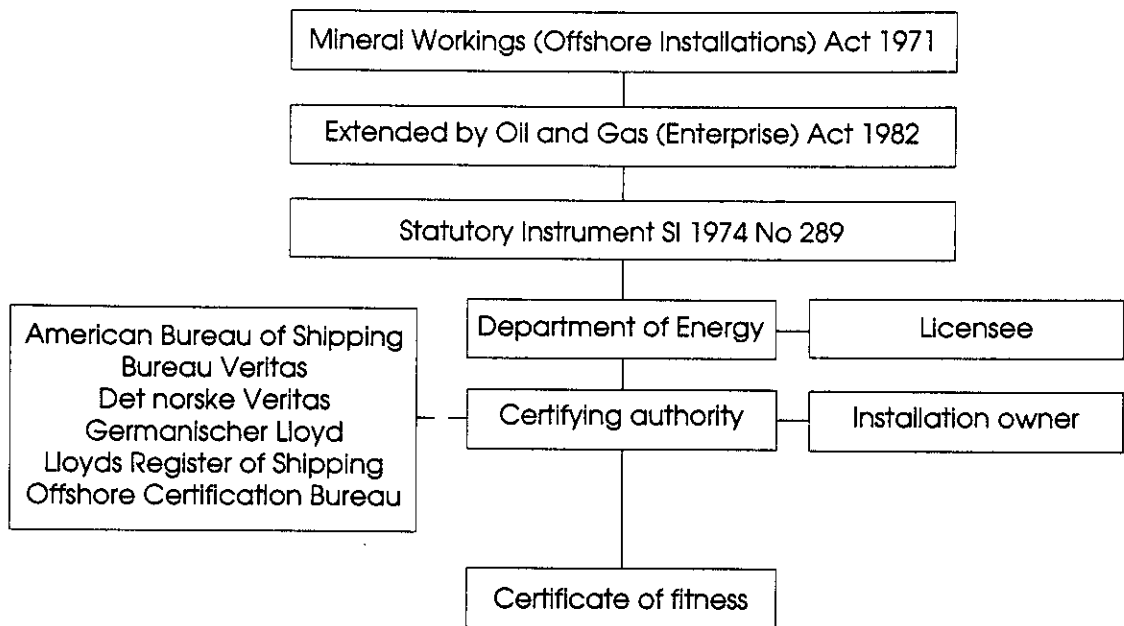 Mineral Workings (Offshore Installations) Act 1971
Extended by Oil and Gas (Enterprise) Act 1982
Statutory Instrument SI 1974 No 289
American Bureau of Shipping
Bureau Veritas
Det norske Veritas
Germanischer Lloyd
Lloyds Register of Shipping
Offshore Certification Bureau
Department of Energy
Licensee
Certifying authority
Installation owner
Certificate of fitness